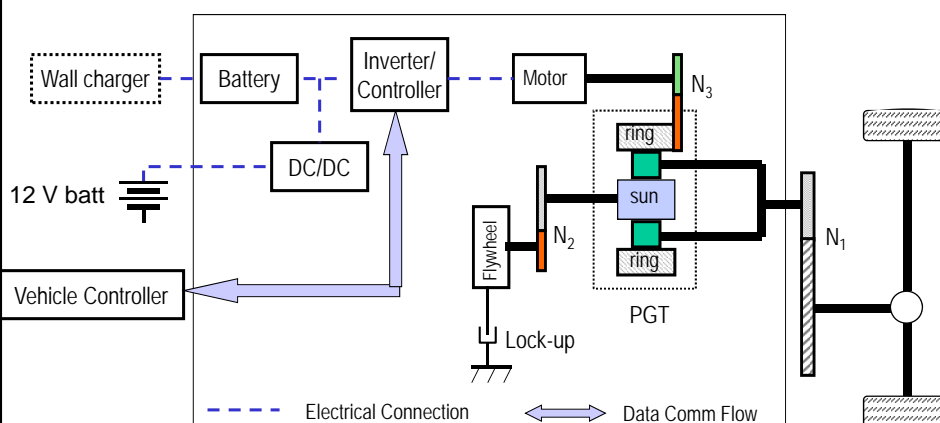 Wall charger
Battery
Inverter/
Controller
Motor
N3
ring
DC/DC
12 V batt
sun
Flywheel
N2
N1
ring
Vehicle Controller
PGT
Lock-up
Electrical Connection
Data Comm Flow